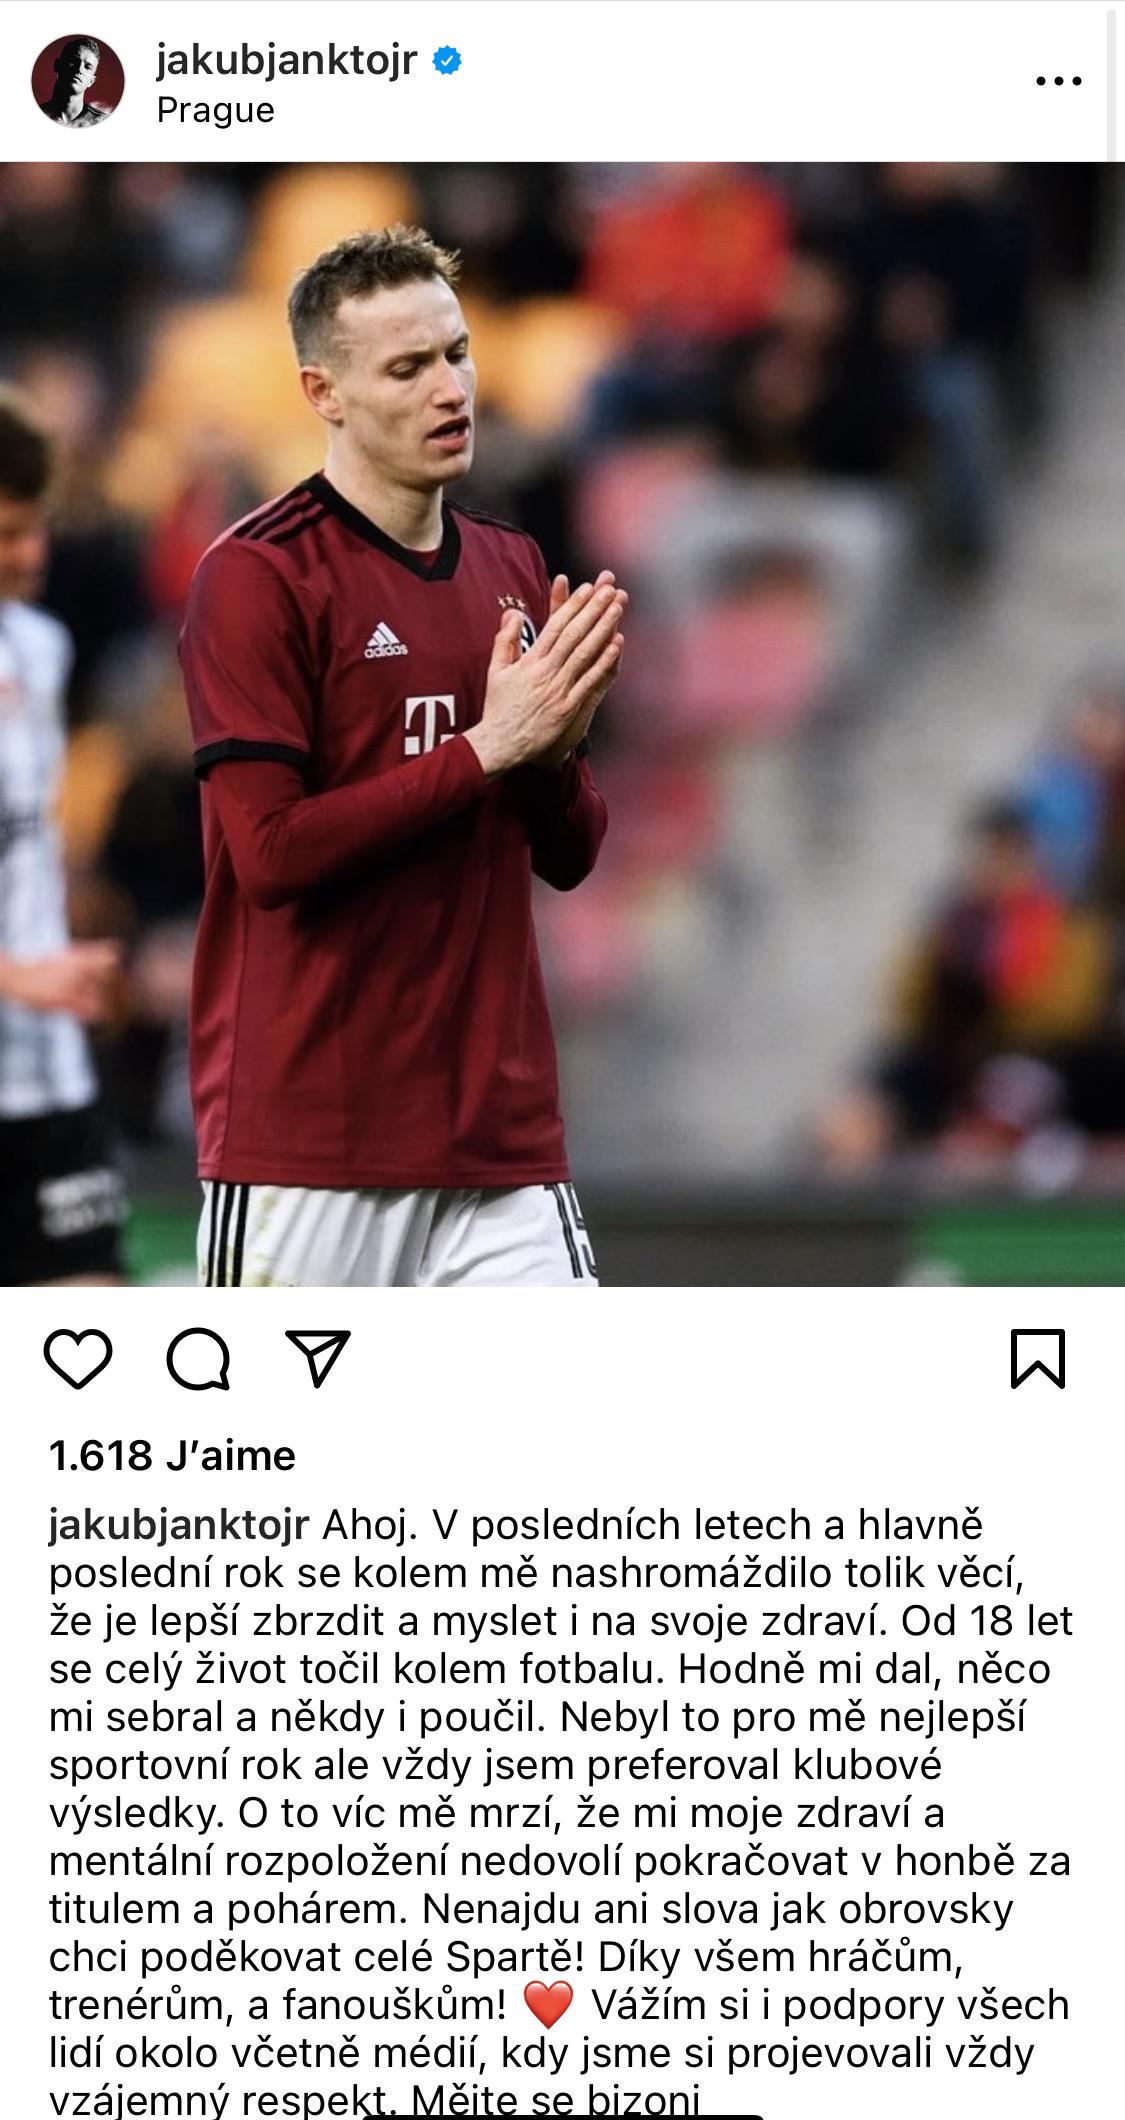 jakubjanktojr
Prague
adidas
T
15
1.618 J’aime
jakubjanktojr Ahoj. V posledních letech a hlavně
poslední rok se kolem mě nashromáždilo tolik věcí,
že je lepší zbrzdit a myslet i na svoje zdraví. Od 18 let
se celý život točil kolem fotbalu. Hodně mi dal, něco
mi sebral a někdy i poučil. Nebyl to pro mě nejlepší
sportovní rok ale vždy jsem preferoval klubové
výsledky. O to víc mě mrzí, že mi moje zdraví a
mentální rozpoložení nedovolí pokračovat v honbě za
titulem a pohárem. Nenajdu ani slova jak obrovsky
chci poděkovat celé Spartě! Díky všem hráčům,
trenérům, a fanouškům! ❤️ Vážím si i podpory všech
lidí okolo včetně médií, kdy jsme si projevovali vždy
vzájemný respekt. Mějte se bizoni